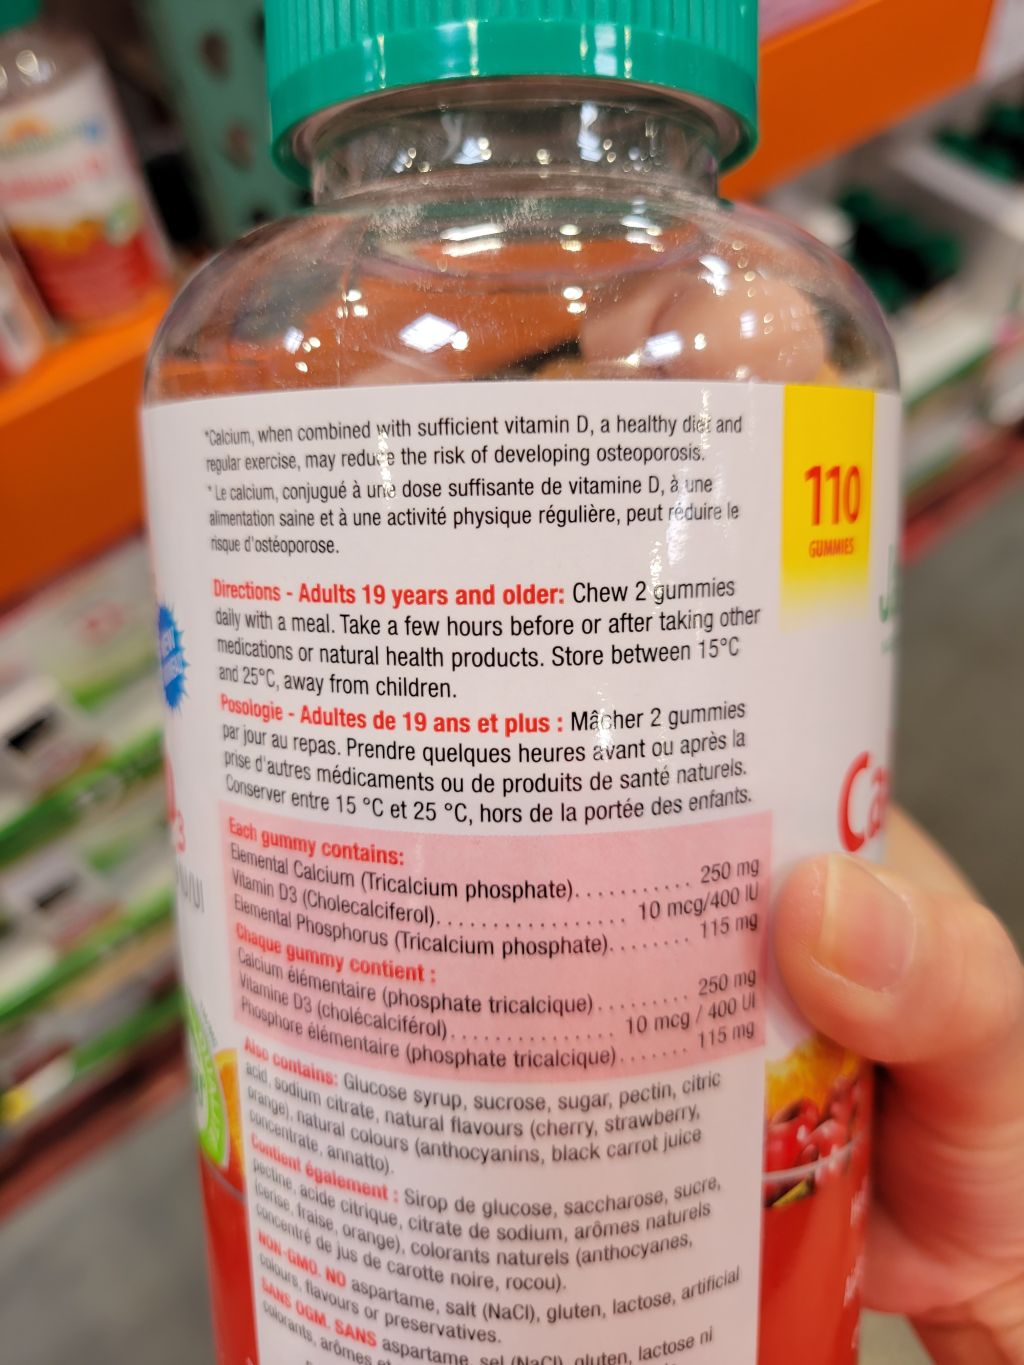 *Calcium, when combined with sufficient vitamin D, a healthy diet and
regular exercise, may reduce the risk of developing osteoporosis.
* Le calcium, conjugué à une dose suffisante de vitamine D, à une
alimentation saine et à une activité physique régulière, peut réduire le
risque d'ostéoporose.
Directions - Adults 19 years and older: Chew 2 gummies
daily with a meal. Take a few hours before or after taking other
medications or natural health products. Store between 15°C
and 25°C, away from children.
Posologie - Adultes de 19 ans et plus : Mâcher 2 gummies
par jour au repas. Prendre quelques heures avant ou après la
prise d'autres médicaments ou de produits de santé naturels.
Conserver entre 15 °C et 25 °C, hors de la portée des enfants.
Each gummy contains:
Elemental Calcium (Tricalcium phosphate). . . . . . . . . . . 250 mg
Vitamin D3 (Cholecalciferol). . . . . . . . . . . . . . . . . 10 mcg/400 IU
Elemental Phosphorus (Tricalcium phosphate). . . . . . . . 115 mg
Chaque gummy contient :
Calcium élémentaire (phosphate tricalcique) . . . . . . . . . 250 mg
Vitamine D3 (cholécalciférol). . . . . . . . . . . . . . . 10 mcg / 400 UI
Phosphore élémentaire (phosphate tricalcique). . . . . . . 115 mg
Also contains: Glucose syrup, sucrose, sugar, pectin, citric
acid, sodium citrate, natural flavours (cherry, strawberry,
orange), natural colours (anthocyanins, black carrot juice
concentrate, annatto).
Contient également : Sirop de glucose, saccharose, sucre,
pectine, acide citrique, citrate de sodium, arômes naturels
(cerise, fraise, orange), colorants naturels (anthocyanes,
concentré de jus de carotte noire, rocou).
NON-GMO. NO aspartame, salt (NaCl), gluten, lactose, artificial
colours, flavours or preservatives.
SANS OGM. SANS aspartame, sel (NaCl), gluten, lactose ni
colorants, arômes et
110
GUMMIES
Ca